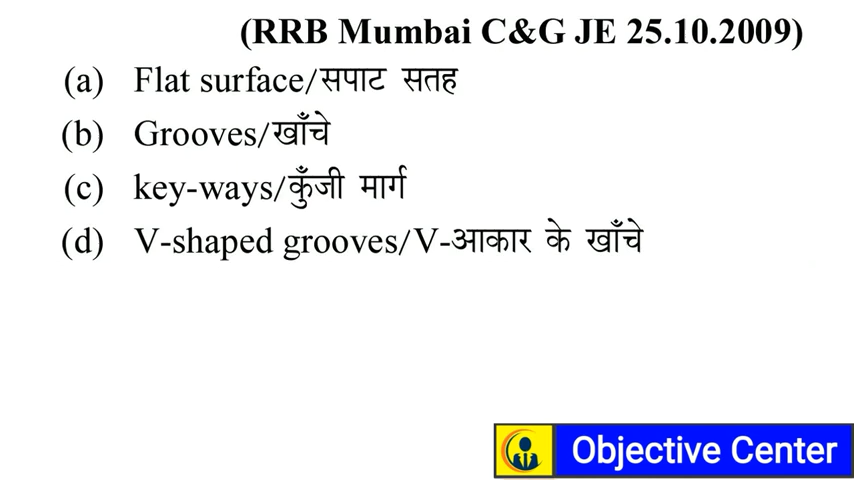 (RRB Mumbai C&G JE 25.10.2009)
(a) Flat surface/सपाट सतह
(b) Grooves/खाँचे
(c) key-ways/कुँजी मार्ग
(d) V-shaped grooves/V-आकार के खाँचे
Objective Center